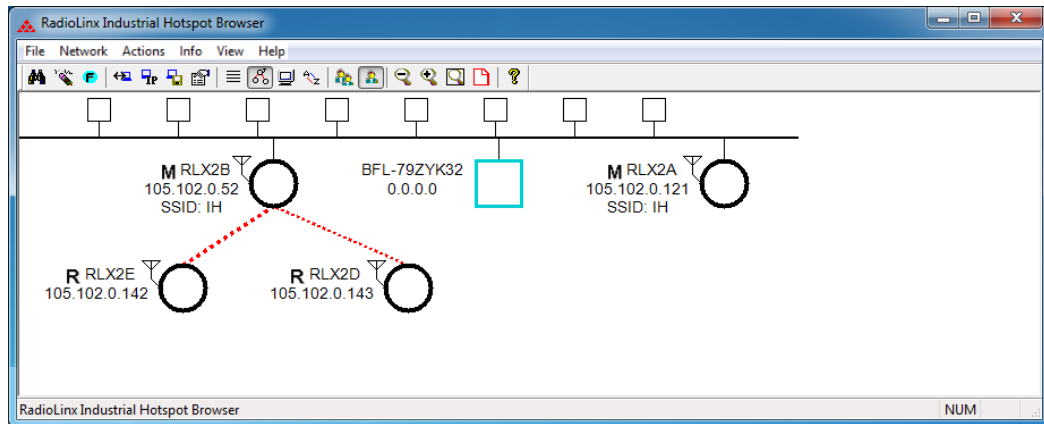 RadioLinx Industrial Hotspot Browser
File Network Actions Info View Help
M RLX2B
105.102.0.52
SSID: IH
BFL-79ZYK32
0.0.0.0
M RLX2A
105.102.0.121
SSID: IH
R RLX2E
105.102.0.142
R RLX2D
105.102.0.143
RadioLinx Industrial Hotspot Browser NUM